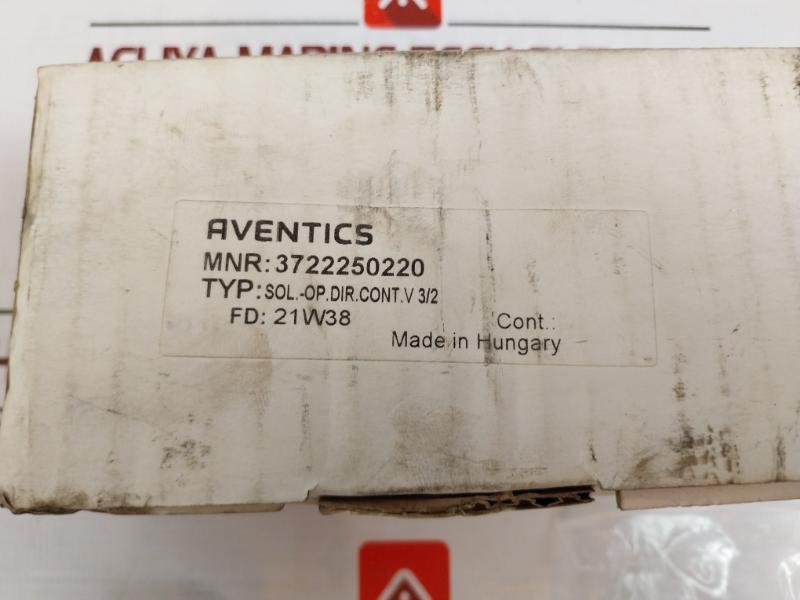 AVENTICS
MNR: 3722250220
TYP: SOL.-OP.DIR.CONT.V 3/2
FD: 21W38
Cont.:
Made in Hungary